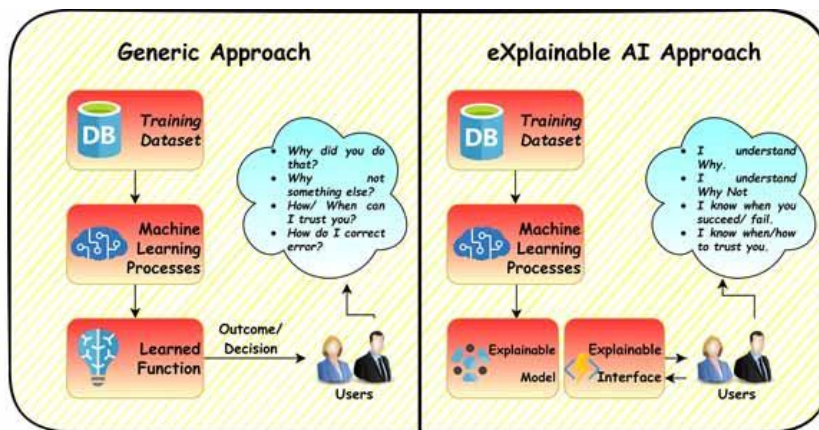 Generic Approach
DB
Training
Dataset
Machine
Learning
Processes
Learned
Function
Outcome/
Decision
Users
• Why did you do
that?
• Why not
something else?
• How/ When can
I trust you?
• How do I correct
error?
eXplainable AI Approach
DB
Training
Dataset
Machine
Learning
Processes
Explainable
Model
Explainable
Interface
Users
• I understand
Why.
• I understand
Why Not
• I know when you
succeed/ fail.
• I know when/how
to trust you.